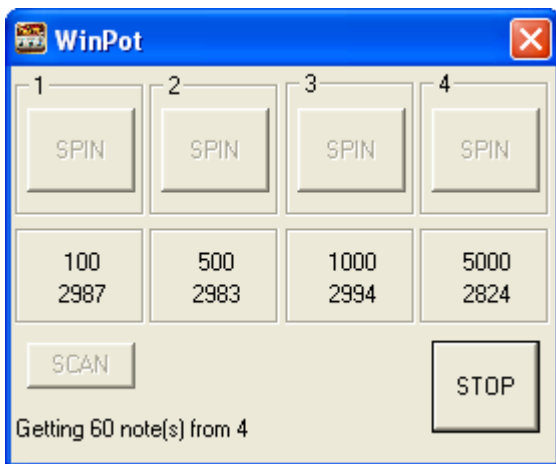 WinPot
1 2 3 4
SPIN SPIN SPIN SPIN
100 500 1000 5000
2987 2983 2994 2824
SCAN
STOP
Getting 60 note(s) from 4